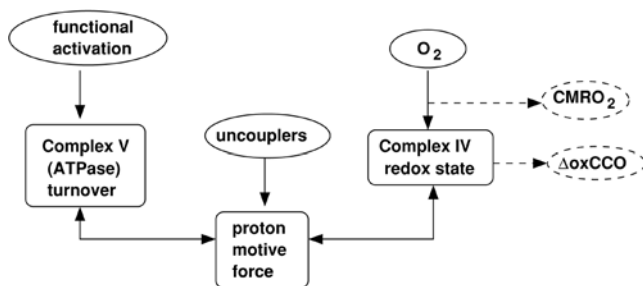 functional
activation
O₂
CMRO₂
uncouplers
Complex V
(ATPase)
turnover
Complex IV
redox state
ΔoxCCO
proton
motive
force